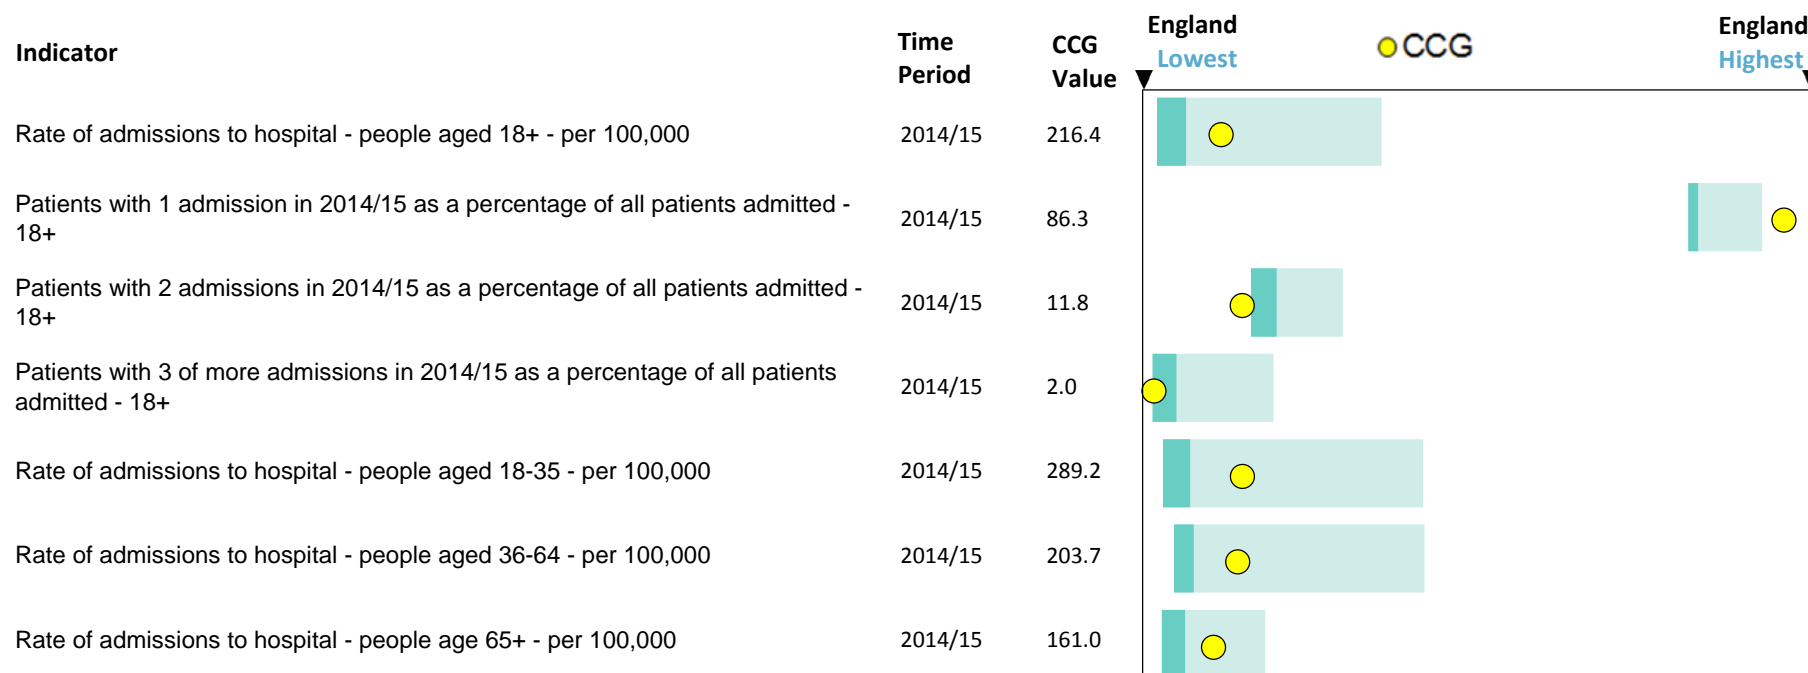 Indicator
Time
Period
CCG
Value
England
Lowest
CCG
England
Highest
Rate of admissions to hospital - people aged 18+ - per 100,000 2014/15 216.4
Patients with 1 admission in 2014/15 as a percentage of all patients admitted - 2014/15 86.3
18+
Patients with 2 admissions in 2014/15 as a percentage of all patients admitted - 2014/15 11.8
18+
Patients with 3 of more admissions in 2014/15 as a percentage of all patients 2014/15 2.0
admitted - 18+
Rate of admissions to hospital - people aged 18-35 - per 100,000 2014/15 289.2
Rate of admissions to hospital - people aged 36-64 - per 100,000 2014/15 203.7
Rate of admissions to hospital - people age 65+ - per 100,000 2014/15 161.0